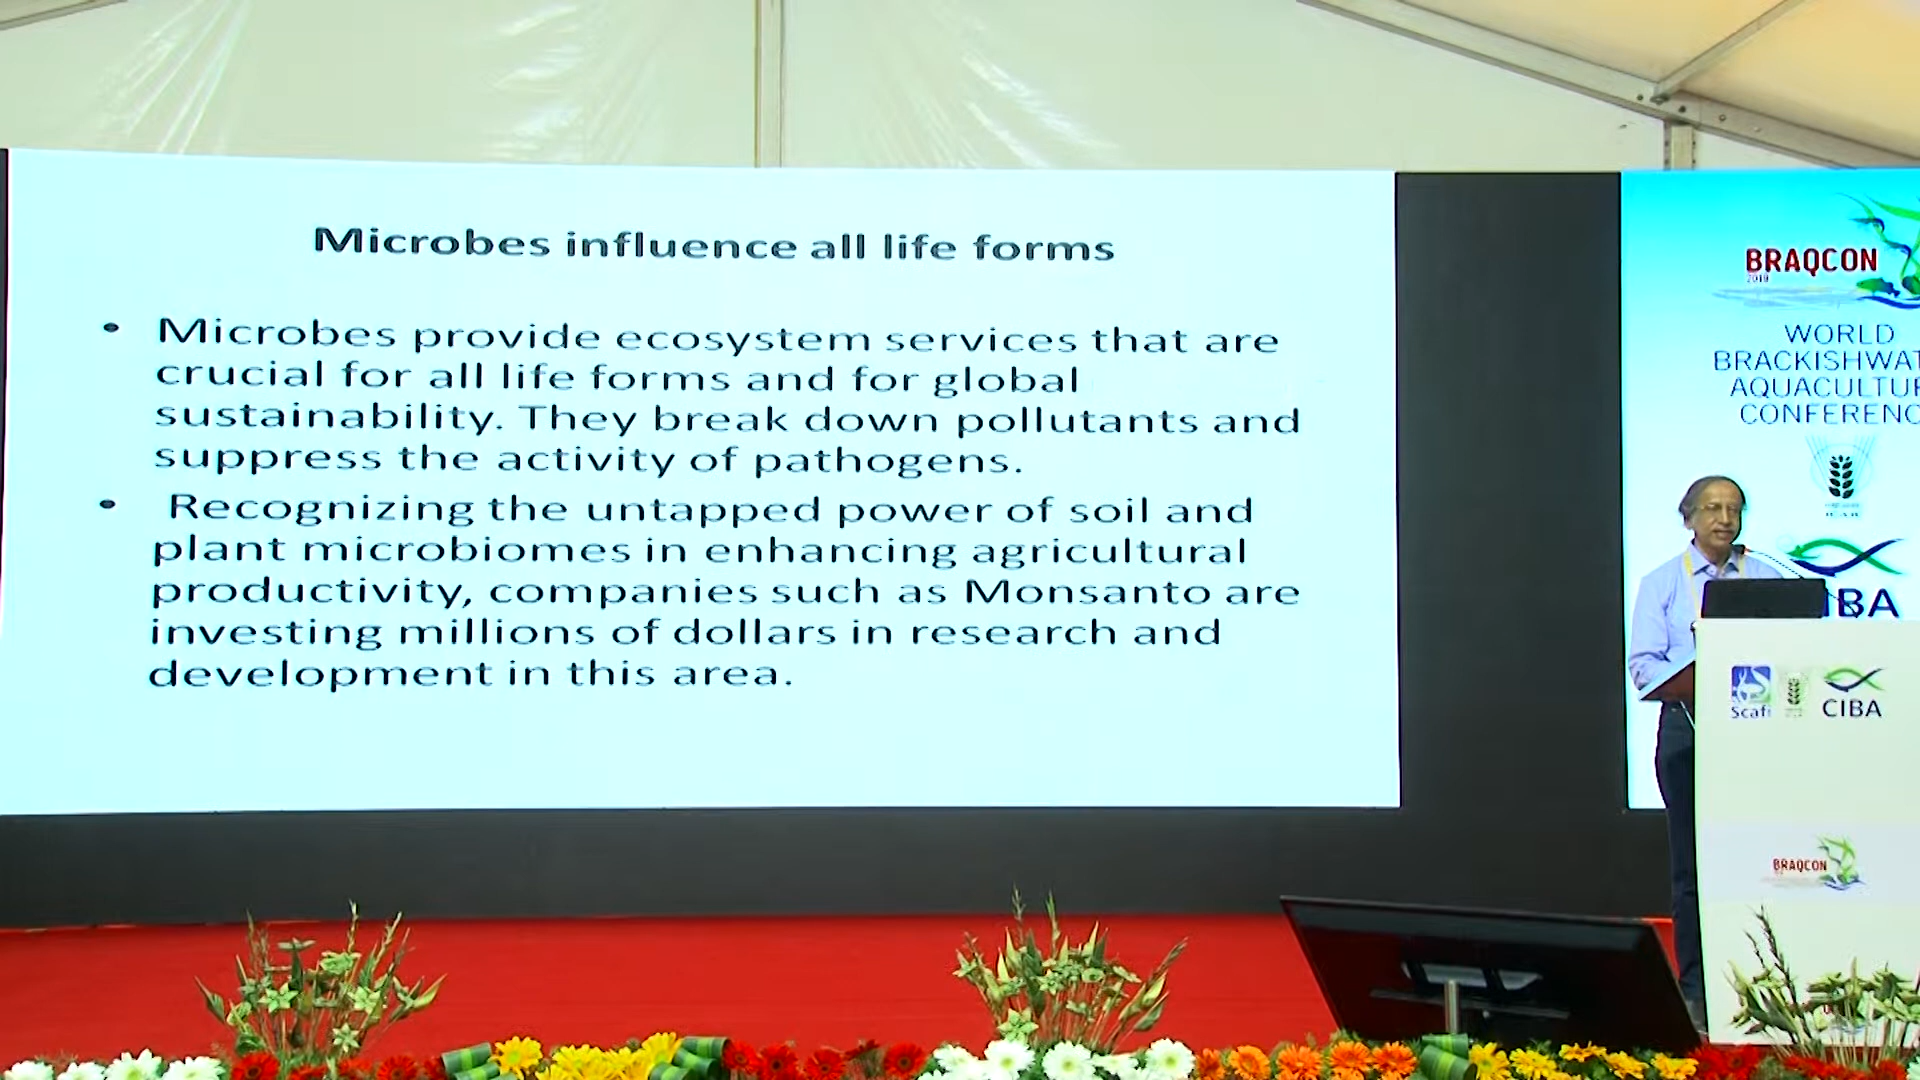 Microbes influence all life forms
• Microbes provide ecosystem services that are
crucial for all life forms and for global
sustainability. They break down pollutants and
suppress the activity of pathogens.
• Recognizing the untapped power of soil and
plant microbiomes in enhancing agricultural
productivity, companies such as Monsanto are
investing millions of dollars in research and
development in this area.
BRAQCON
2019
WORLD
BRACKISHWAT
AQUACULTUR
CONFERENC
IBA
Scafi
CIBA
BRAQCON